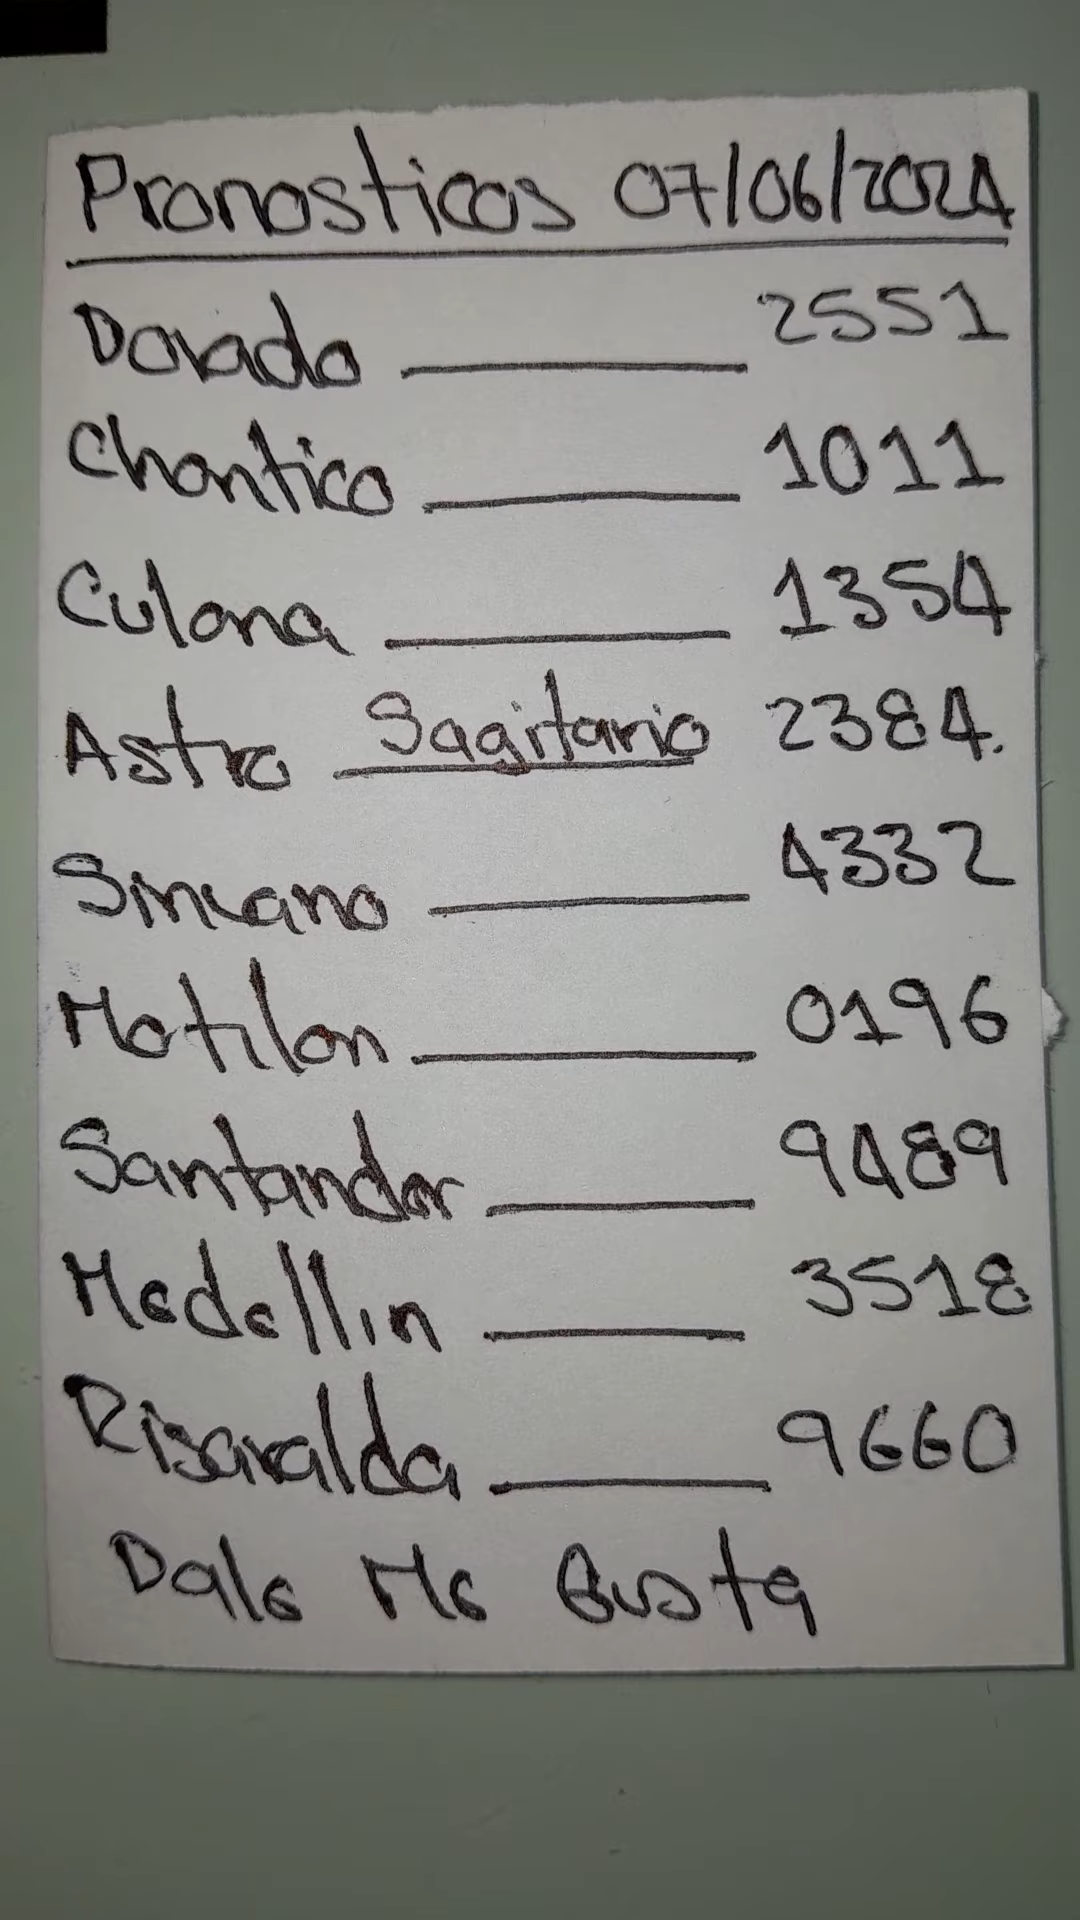 Pronosticos 07/06/2024
Dorado 2551
Chontico 1011
Culona 1354
Astro Sagitario 2384.
Sinuano 4332
Motilon 0196
Santander 9489
Medellin 3518
Risaralda 9660
Dale Me Gusta